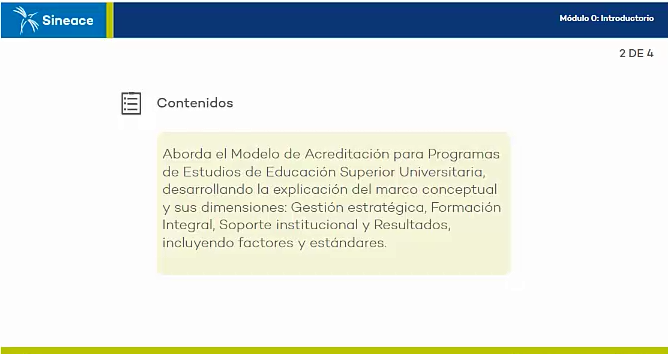 Sineace
Módulo 0: Introductorio
2 DE 4
Contenidos
Aborda el Modelo de Acreditación para Programas
de Estudios de Educación Superior Universitaria,
desarrollando la explicación del marco conceptual
y sus dimensiones: Gestión estratégica, Formación
Integral, Soporte institucional y Resultados,
incluyendo factores y estándares.